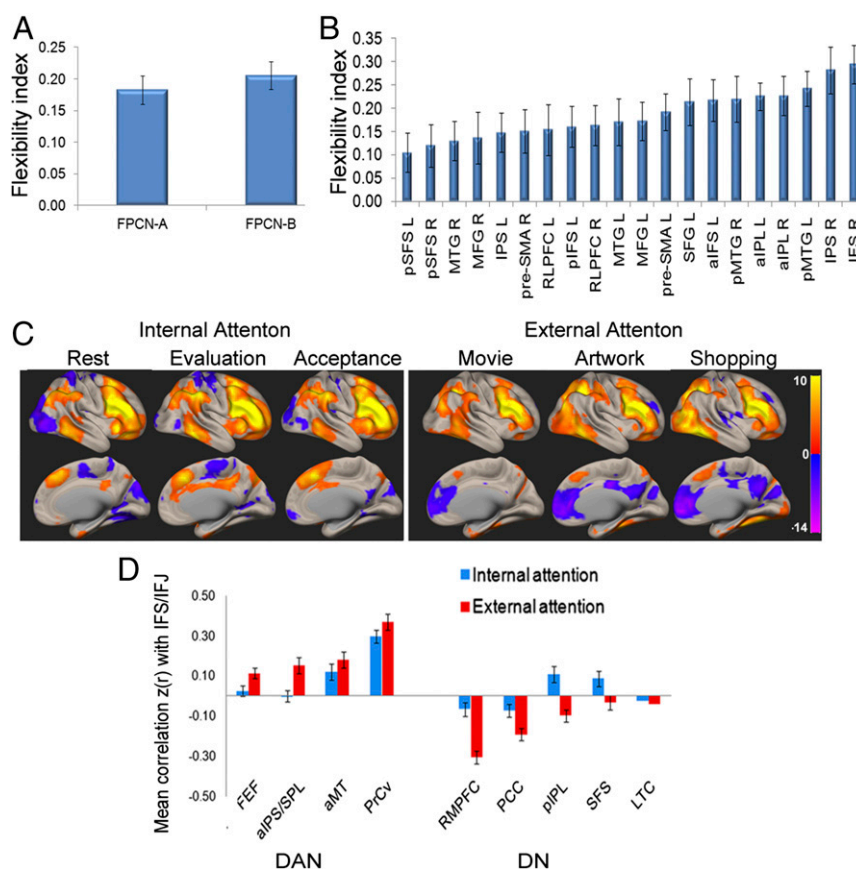 A
Flexibility index
0.25
0.20
0.15
0.10
0.05
0.00
FPCN-A
FPCN-B
B
Flexibility index
0.35
0.30
0.25
0.20
0.15
0.10
0.05
0.00
pSFS L
pSFS R
MTG R
MFG R
IPS L
pre-SMA R
RLPFC L
pIFS L
RLPFC R
MTG L
MFG L
pre-SMA L
SFG L
aIFS L
pMTG R
aIPL L
aIPL R
pMTG L
IPS R
IFS R
C
Internal Attenton
External Attenton
Rest
Evaluation
Acceptance
Movie
Artwork
Shopping
10
0
-14
D
Mean correlation z(r) with IFS/IFJ
Internal attention
External attention
0.50
0.30
0.10
-0.10
-0.30
-0.50
FEF
aIPS/SPL
aMT
PrCv
RMPFC
PCC
pIPL
SFS
LTC
DAN
DN